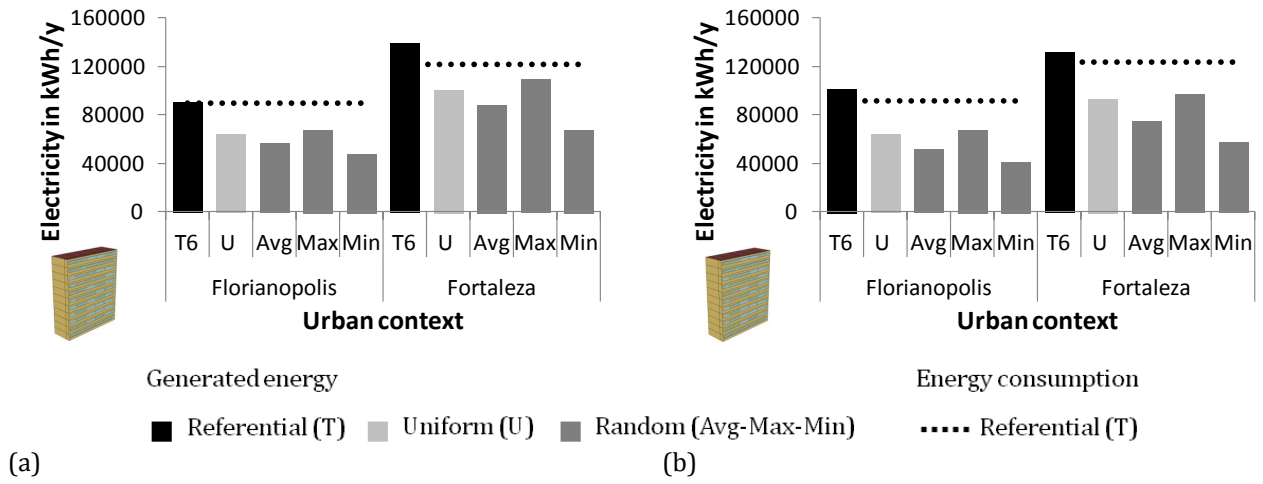 160000
120000
80000
40000
0
Electricity in kWh/y
T6 U Avg Max Min T6 U Avg Max Min
Florianopolis Fortaleza
Urban context
160000
120000
80000
40000
0
Electricity in kWh/y
T6 U Avg Max Min T6 U Avg Max Min
Florianopolis Fortaleza
Urban context
Generated energy Energy consumption
Referential (T) Uniform (U) Random (Avg-Max-Min) Referential (T)
(a) (b)